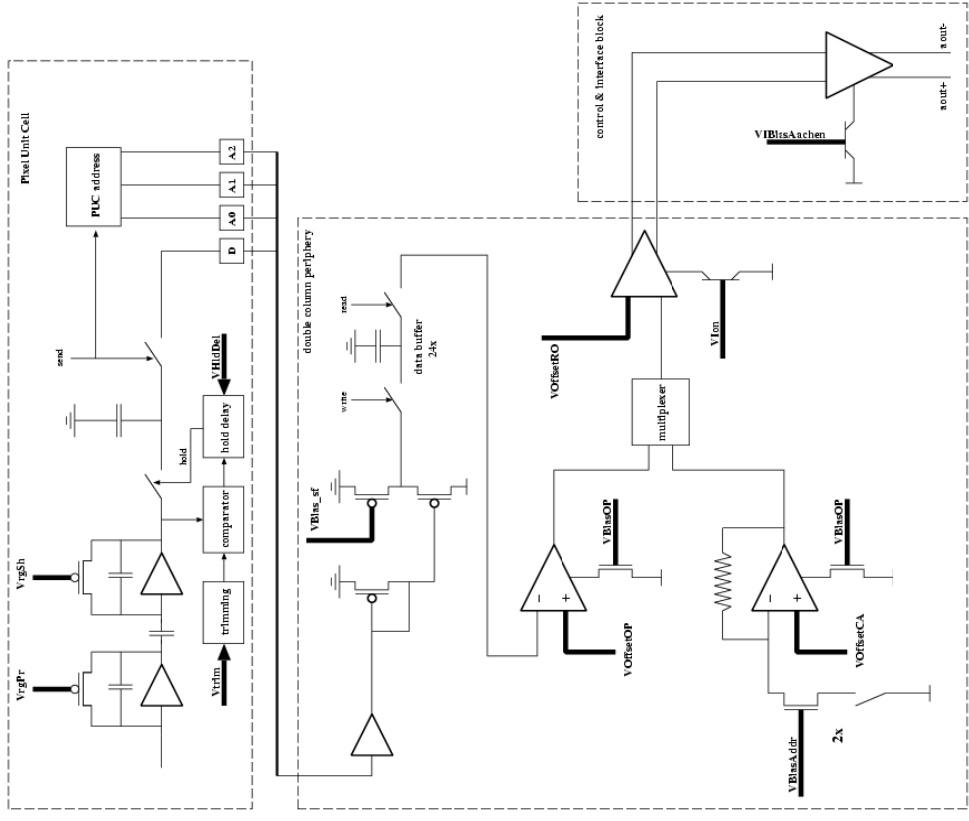 Pixel Unit Cell
PUC address
A2
A1
A0
D
send
VHldDel
hold delay
hold
comparator
trimming
Vtrim
VrgSh
VrgPr
double column periphery
read
data buffer
24x
write
VBias_sf
VOffsetOP
VBiasOP
−
+
VOffsetCA
VBiasOP
−
+
VBiasAddr
2x
multiplexer
VOffsetRO
VIon
control & interface block
VIBiasAachen
aout-
aout+